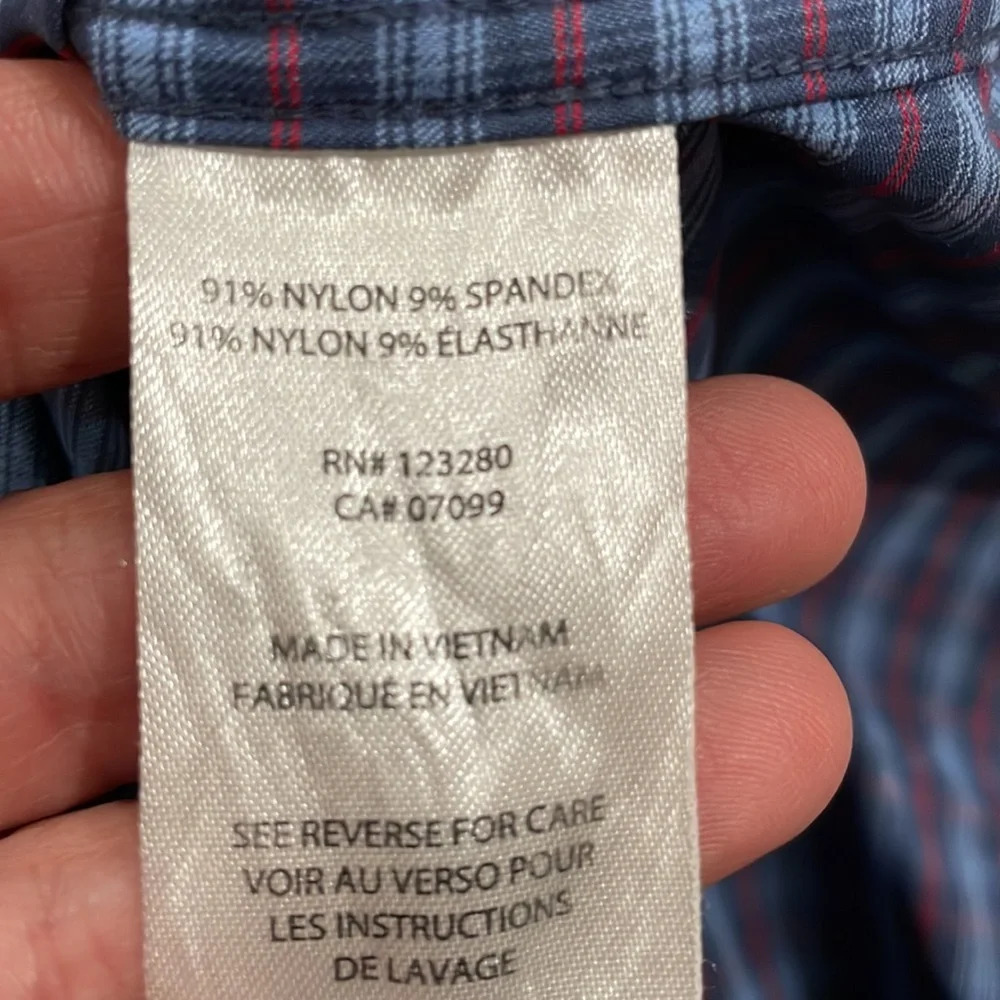 91% NYLON 9% SPANDEX
91% NYLON 9% ÉLASTHANNE
RN# 123280
CA# 07099
MADE IN VIETNAM
FABRIQUE EN VIETNAM
SEE REVERSE FOR CARE
VOIR AU VERSO POUR
LES INSTRUCTIONS
DE LAVAGE